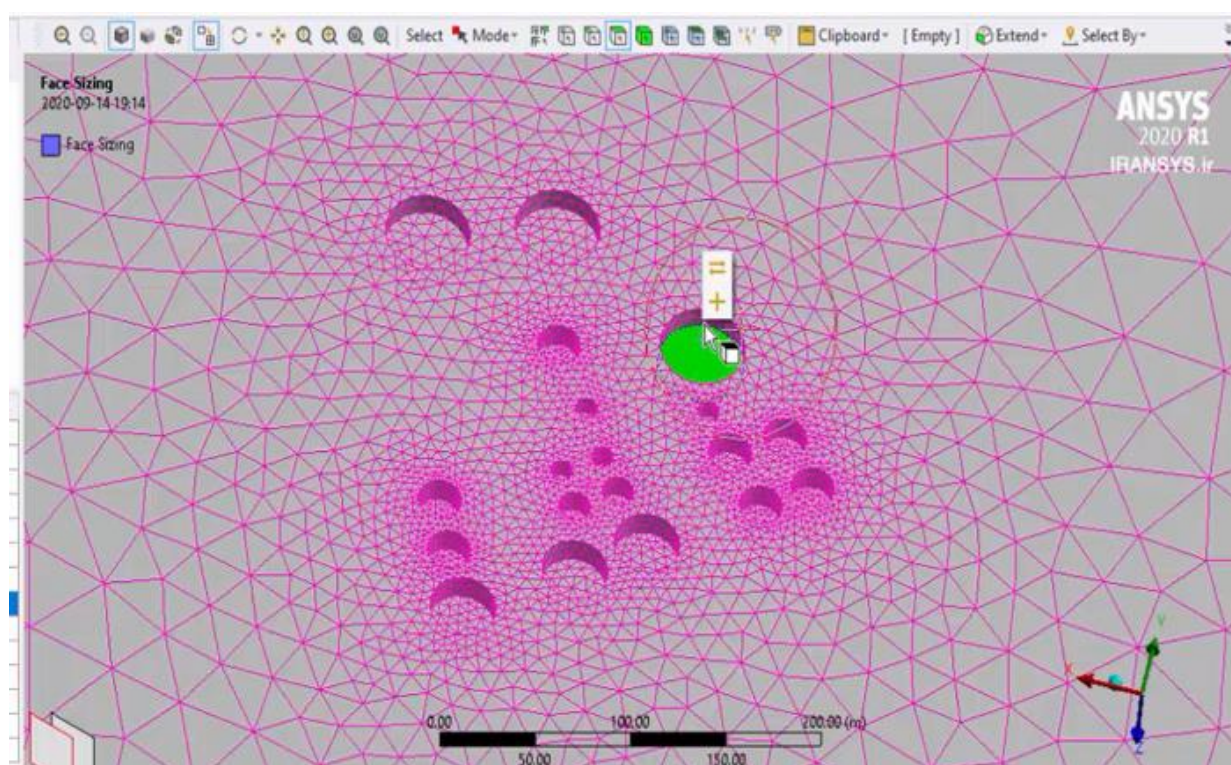 Select Mode Clipboard [Empty] Extend Select By
Face Sizing
2020-09-14-19:14
Face Sizing
ANSYS
2020 R1
IRANSYS.ir
0.00 100.00 200.00 (m)
50.00 150.00
Y
X
Z